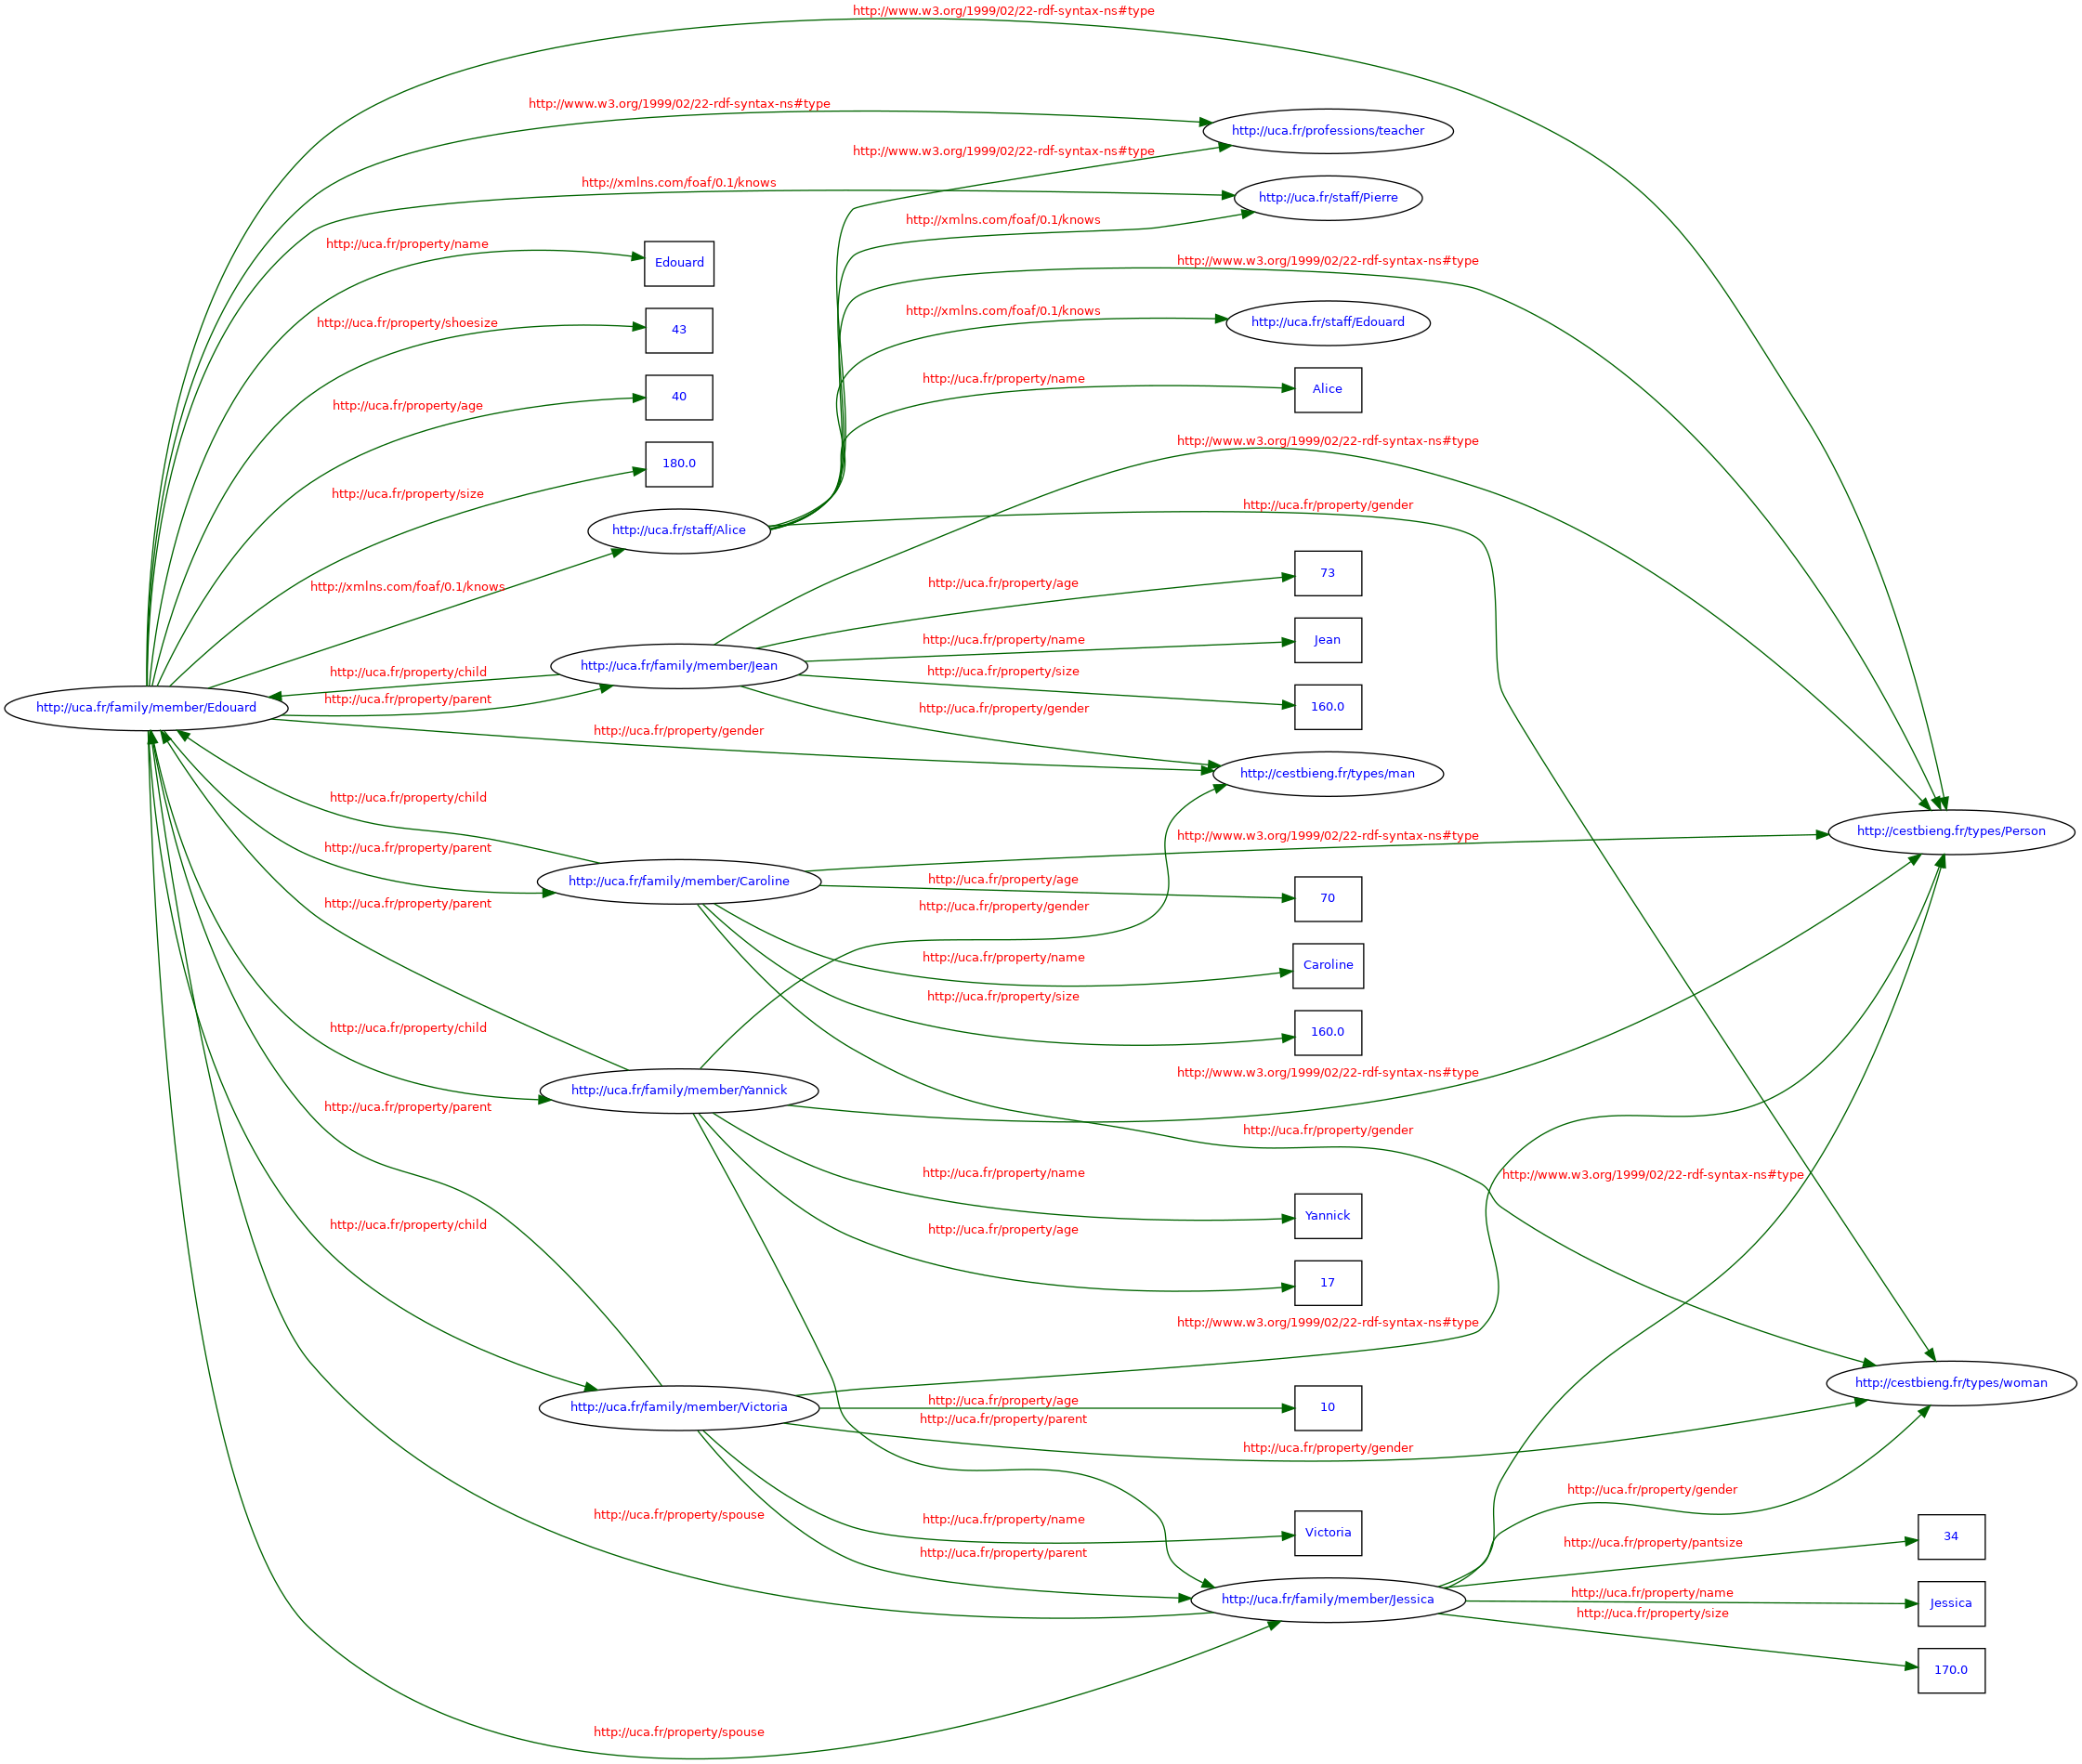 http://www.w3.org/1999/02/22-rdf-syntax-ns#type
http://www.w3.org/1999/02/22-rdf-syntax-ns#type
http://uca.fr/professions/teacher
http://www.w3.org/1999/02/22-rdf-syntax-ns#type
http://xmlns.com/foaf/0.1/knows
http://uca.fr/staff/Pierre
http://xmlns.com/foaf/0.1/knows
http://uca.fr/property/name
Edouard
http://www.w3.org/1999/02/22-rdf-syntax-ns#type
http://xmlns.com/foaf/0.1/knows
http://uca.fr/staff/Edouard
http://uca.fr/property/shoesize
43
http://uca.fr/property/name
Alice
http://uca.fr/property/age
40
http://www.w3.org/1999/02/22-rdf-syntax-ns#type
180.0
http://uca.fr/property/size
http://uca.fr/property/gender
http://uca.fr/staff/Alice
http://xmlns.com/foaf/0.1/knows
http://uca.fr/property/age
73
http://uca.fr/property/name
Jean
http://uca.fr/family/member/Jean
http://uca.fr/property/child
http://uca.fr/property/size
160.0
http://uca.fr/property/parent
http://uca.fr/family/member/Edouard
http://uca.fr/property/gender
http://uca.fr/property/gender
http://cestbieng.fr/types/man
http://uca.fr/property/child
http://www.w3.org/1999/02/22-rdf-syntax-ns#type
http://cestbieng.fr/types/Person
http://uca.fr/property/parent
http://uca.fr/family/member/Caroline
http://uca.fr/property/age
70
http://uca.fr/property/parent
http://uca.fr/property/gender
http://uca.fr/property/name
Caroline
http://uca.fr/property/size
160.0
http://uca.fr/property/child
http://www.w3.org/1999/02/22-rdf-syntax-ns#type
http://uca.fr/family/member/Yannick
http://uca.fr/property/parent
http://uca.fr/property/gender
http://uca.fr/property/name
http://www.w3.org/1999/02/22-rdf-syntax-ns#type
Yannick
http://uca.fr/property/child
http://uca.fr/property/age
17
http://www.w3.org/1999/02/22-rdf-syntax-ns#type
http://cestbieng.fr/types/woman
http://uca.fr/property/age
http://uca.fr/family/member/Victoria
10
http://uca.fr/property/parent
http://uca.fr/property/gender
http://uca.fr/property/gender
http://uca.fr/property/spouse
http://uca.fr/property/name
Victoria
http://uca.fr/property/pantsize
34
http://uca.fr/property/parent
http://uca.fr/family/member/Jessica
http://uca.fr/property/name
Jessica
http://uca.fr/property/size
170.0
http://uca.fr/property/spouse